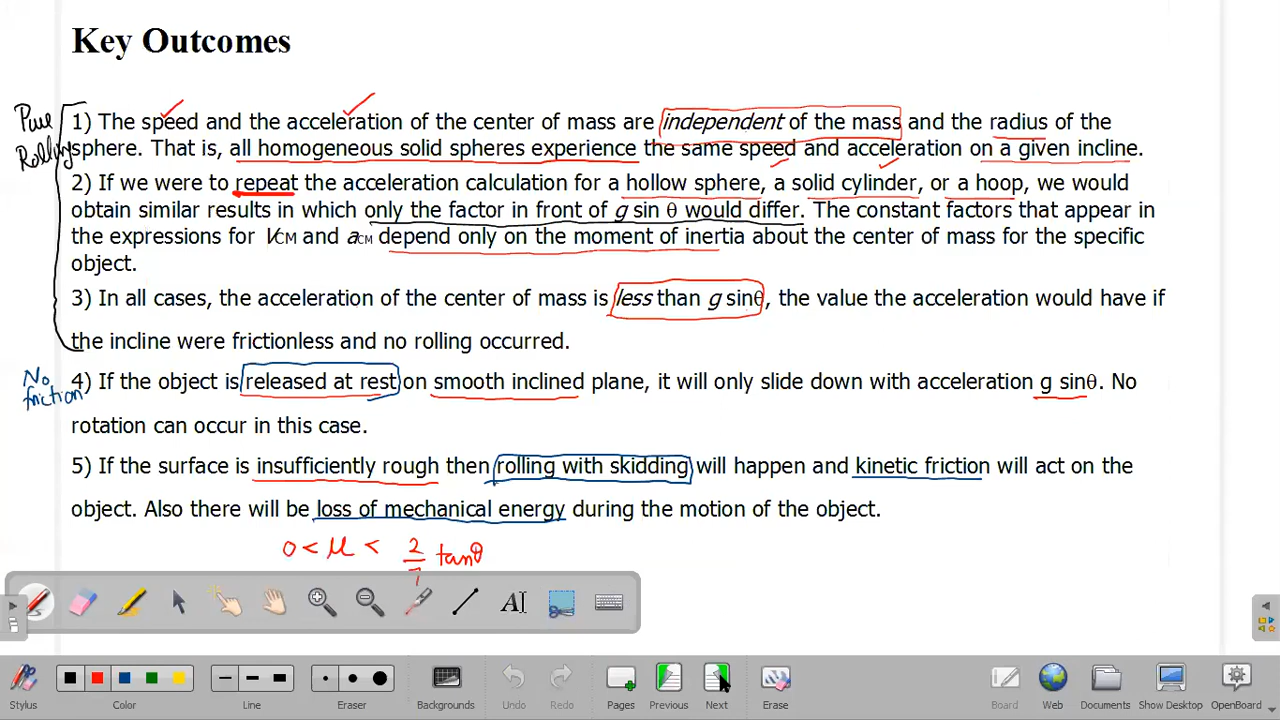 Key Outcomes
Pure
Rolling
1) The speed and the acceleration of the center of mass are independent of the mass and the radius of the
sphere. That is, all homogeneous solid spheres experience the same speed and acceleration on a given incline.
2) If we were to repeat the acceleration calculation for a hollow sphere, a solid cylinder, or a hoop, we would
obtain similar results in which only the factor in front of g sin θ would differ. The constant factors that appear in
the expressions for VCM and aCM depend only on the moment of inertia about the center of mass for the specific
object.
3) In all cases, the acceleration of the center of mass is less than g sinθ, the value the acceleration would have if
the incline were frictionless and no rolling occurred.
No
friction
4) If the object is released at rest on smooth inclined plane, it will only slide down with acceleration g sinθ. No
rotation can occur in this case.
5) If the surface is insufficiently rough then rolling with skidding will happen and kinetic friction will act on the
object. Also there will be loss of mechanical energy during the motion of the object.
0 < μ < 2/7 tanθ
AI
Stylus Color Line Eraser Backgrounds Undo Redo Pages Previous Next Erase Board Web Documents Show Desktop OpenBoard